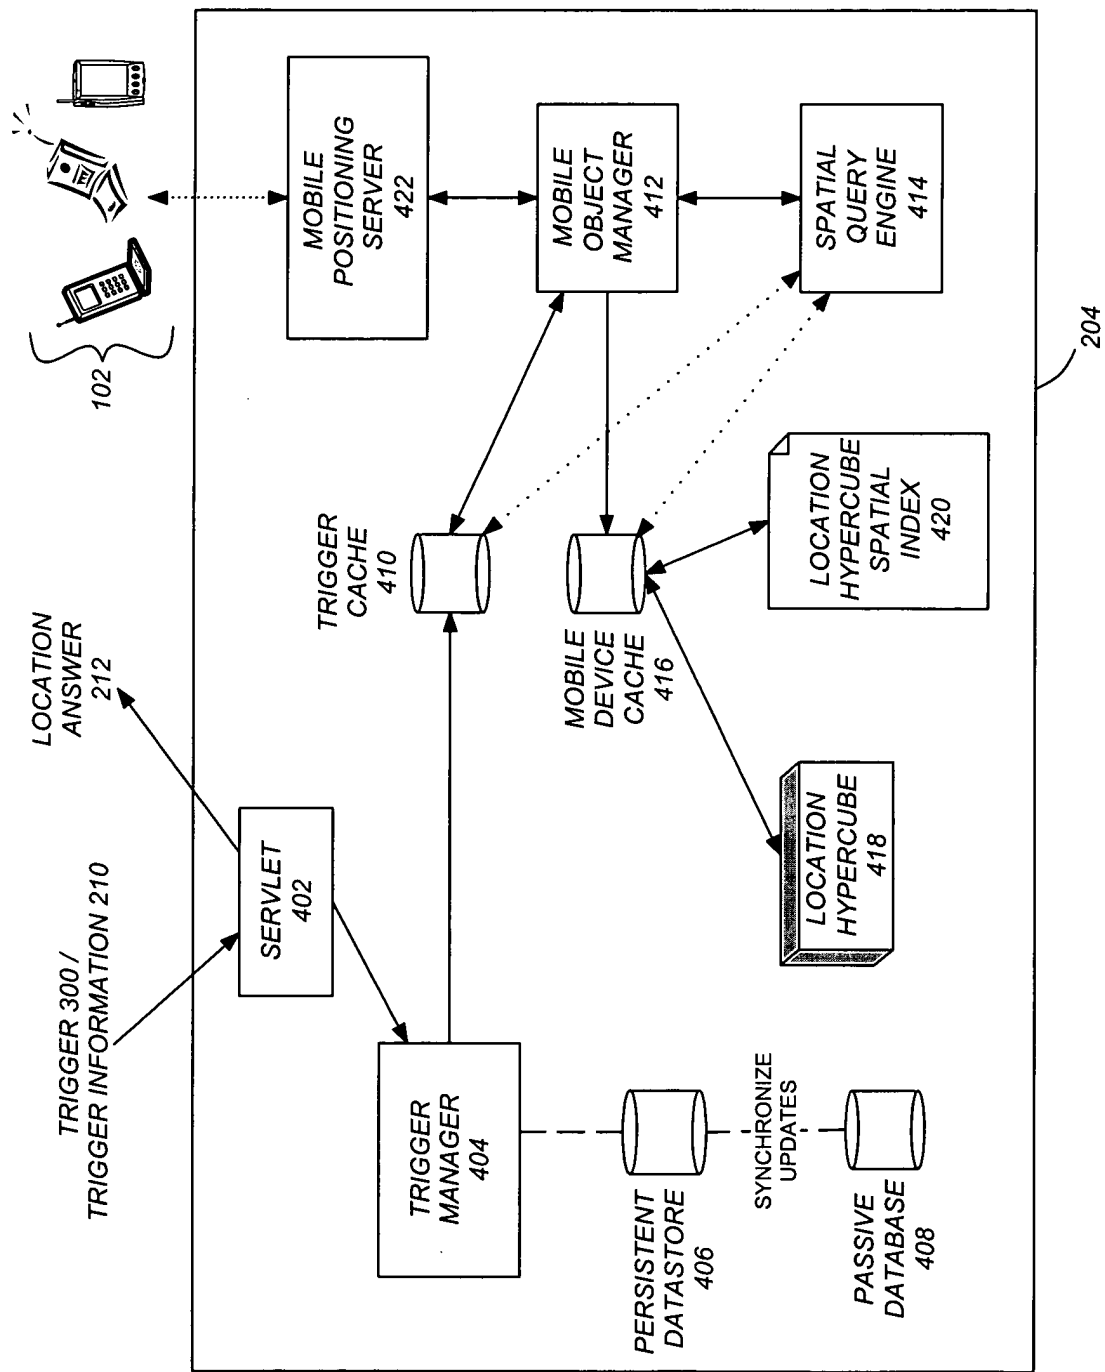 TRIGGER 300 /
TRIGGER INFORMATION 210
LOCATION
ANSWER
212
102
SERVLET
402
MOBILE
POSITIONING
SERVER
422
TRIGGER
MANAGER
404
TRIGGER
CACHE
410
MOBILE
OBJECT
MANAGER
412
PERSISTENT
DATASTORE
406
SYNCHRONIZE
UPDATES
PASSIVE
DATABASE
408
MOBILE
DEVICE
CACHE
416
LOCATION
HYPERCUBE
418
LOCATION
HYPERCUBE
SPATIAL
INDEX
420
SPATIAL
QUERY
ENGINE
414
204